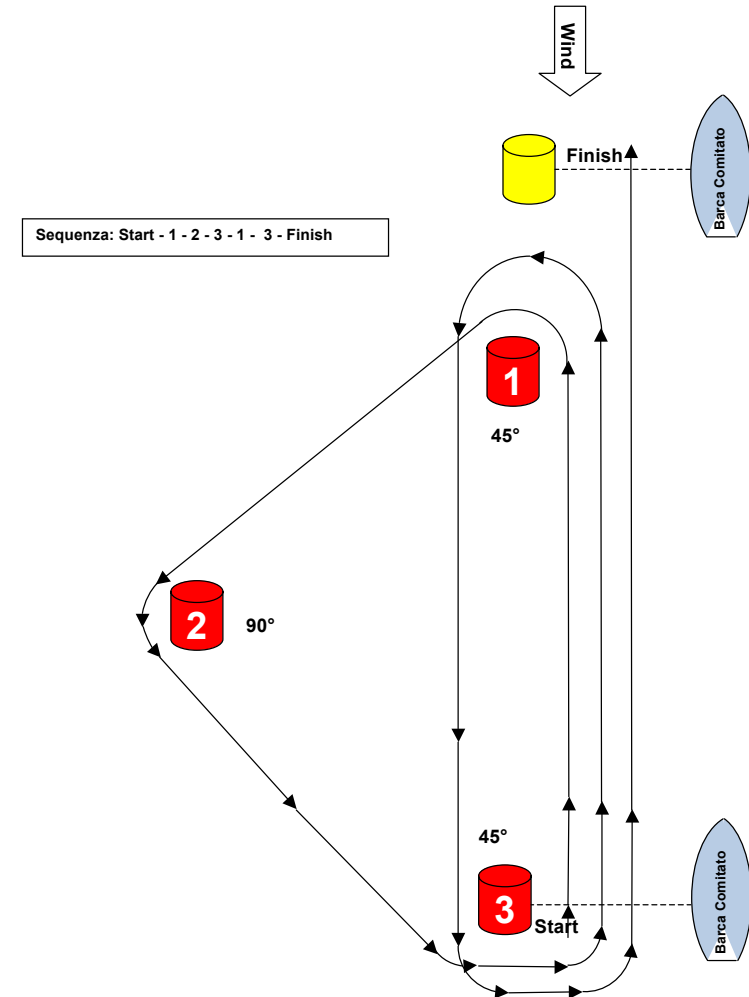 Wind
Barca Comitato
Finish
Sequenza: Start - 1 - 2 - 3 - 1 - 3 - Finish
1
45°
2
90°
45°
3
Start
Barca Comitato